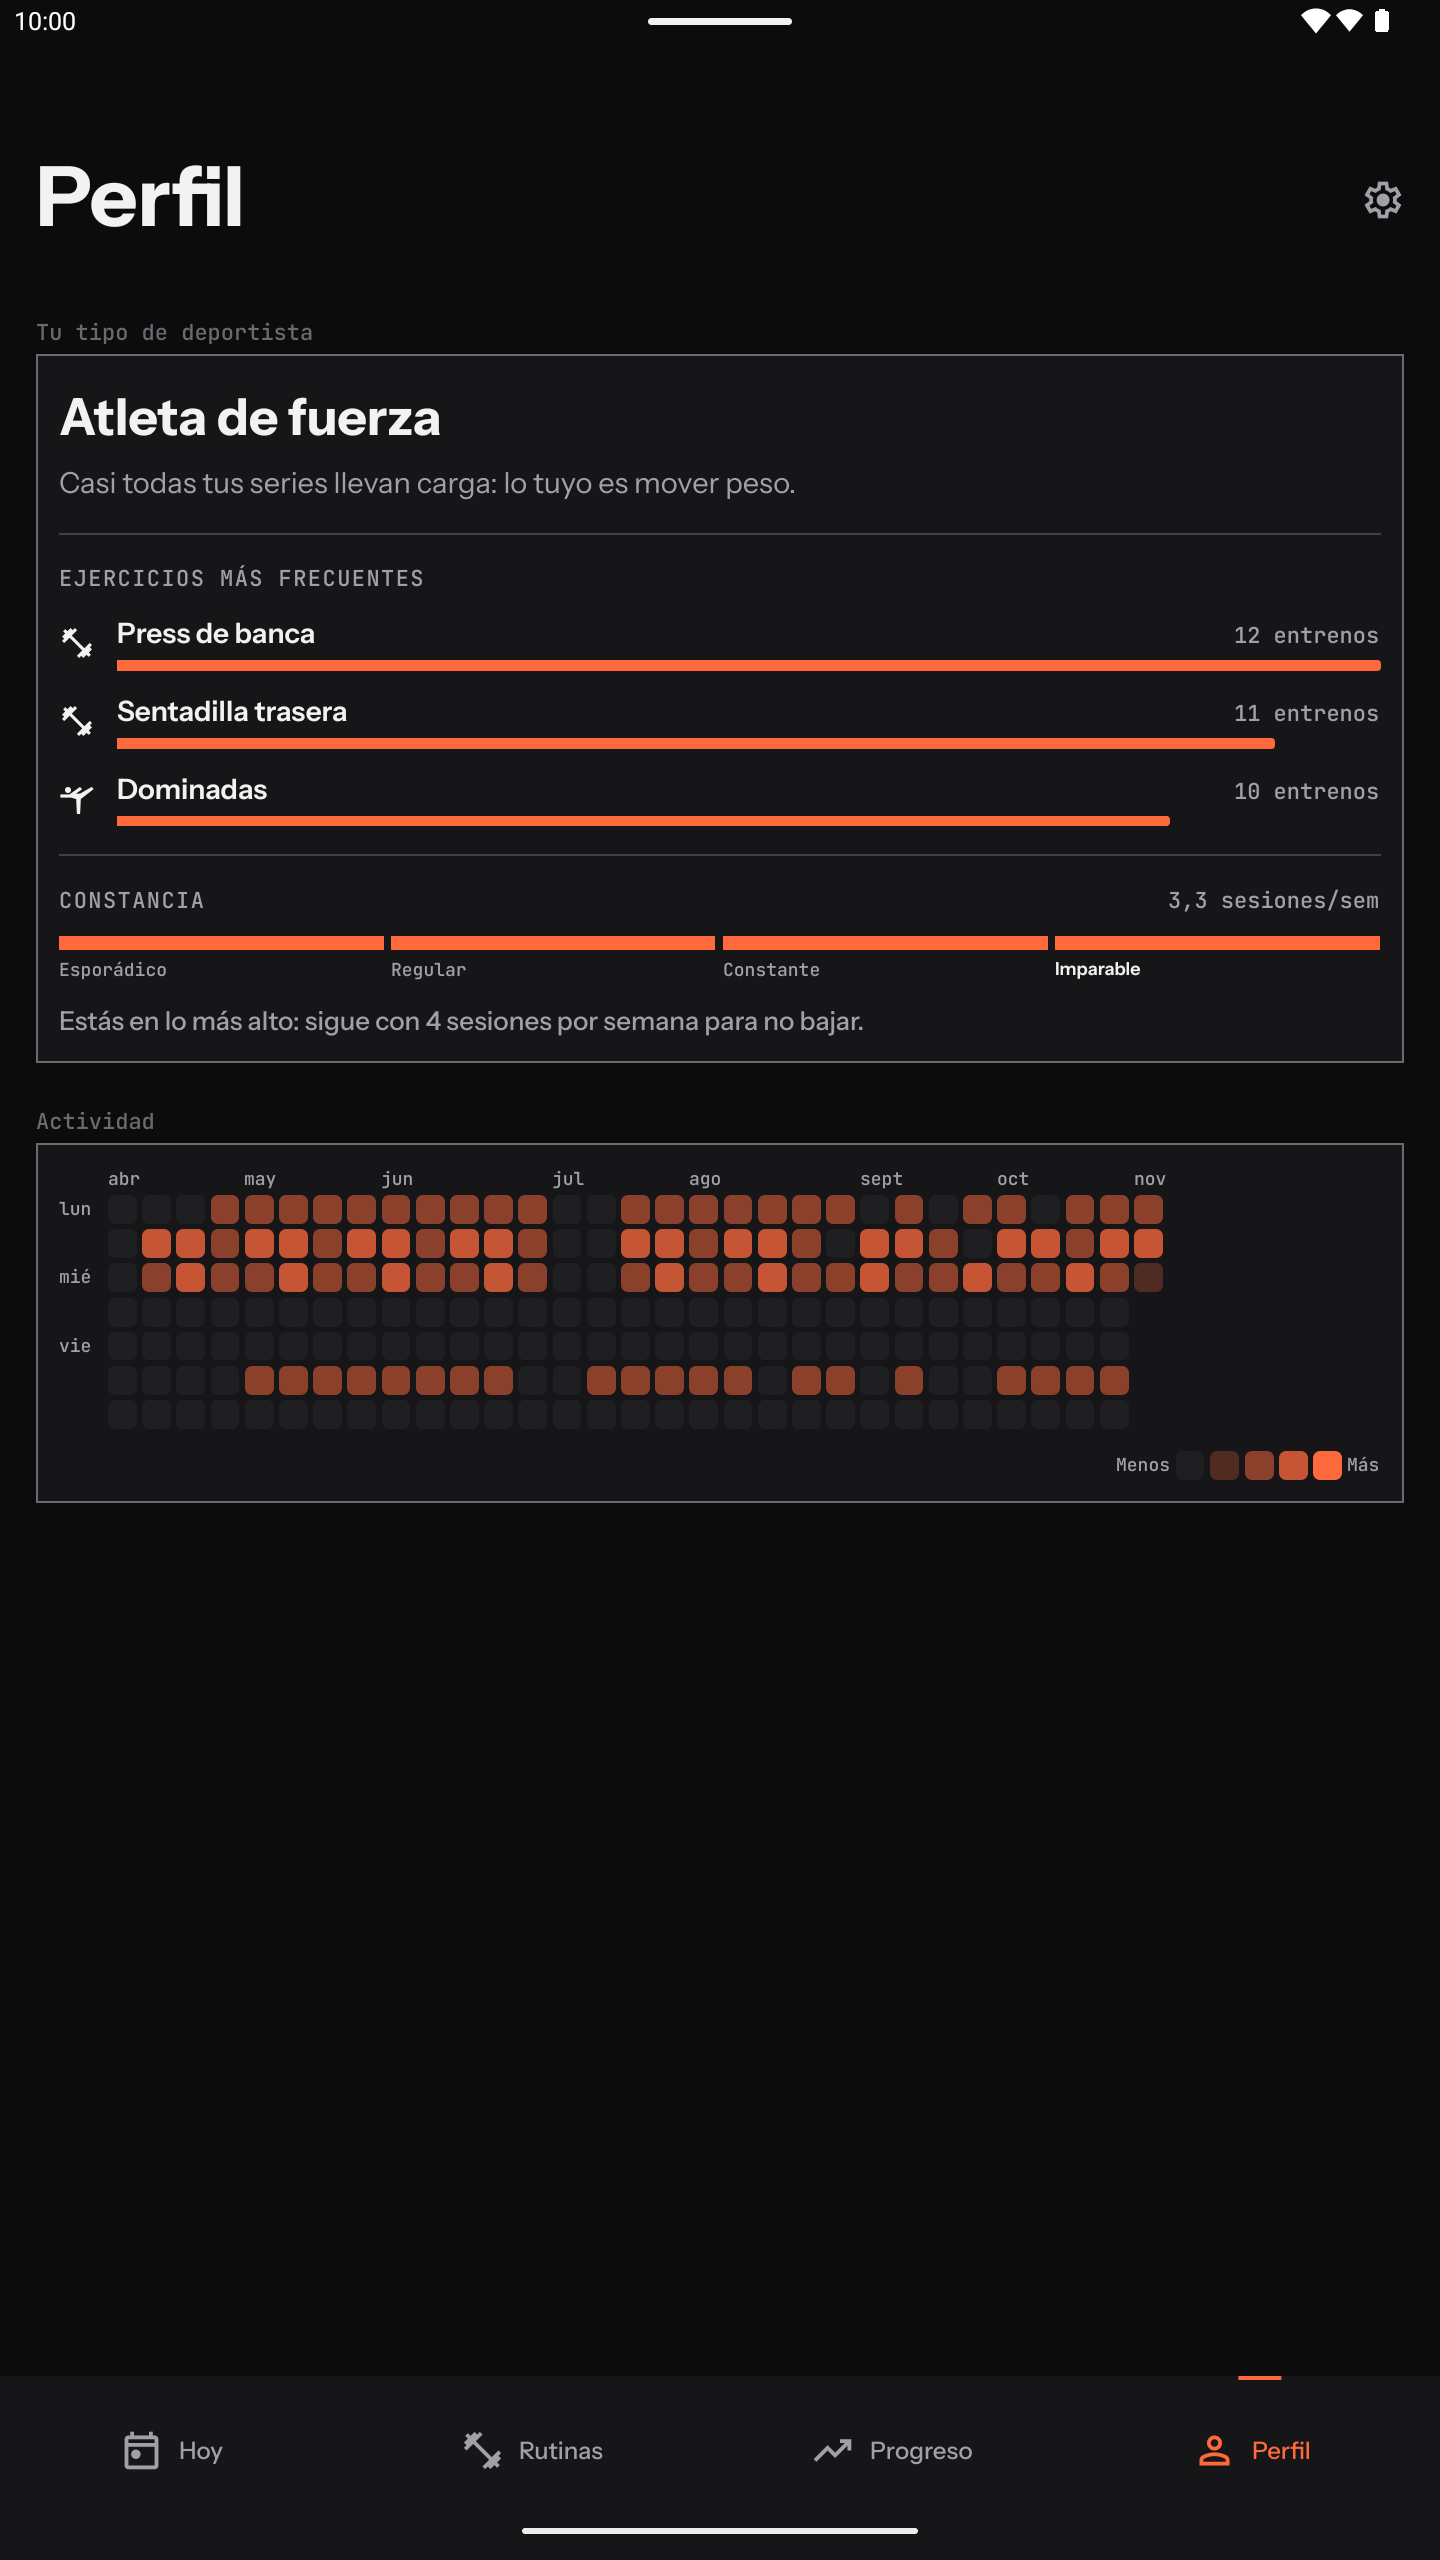 10:00
Perfil
Tu tipo de deportista
Atleta de fuerza
Casi todas tus series llevan carga: lo tuyo es mover peso.
EJERCICIOS MÁS FRECUENTES
Press de banca 12 entrenos
Sentadilla trasera 11 entrenos
Dominadas 10 entrenos
CONSTANCIA 3,3 sesiones/sem
Esporádico Regular Constante Imparable
Estás en lo más alto: sigue con 4 sesiones por semana para no bajar.
Actividad
abr may jun jul ago sept oct nov
lun
mié
vie
Menos Más
Hoy Rutinas Progreso Perfil